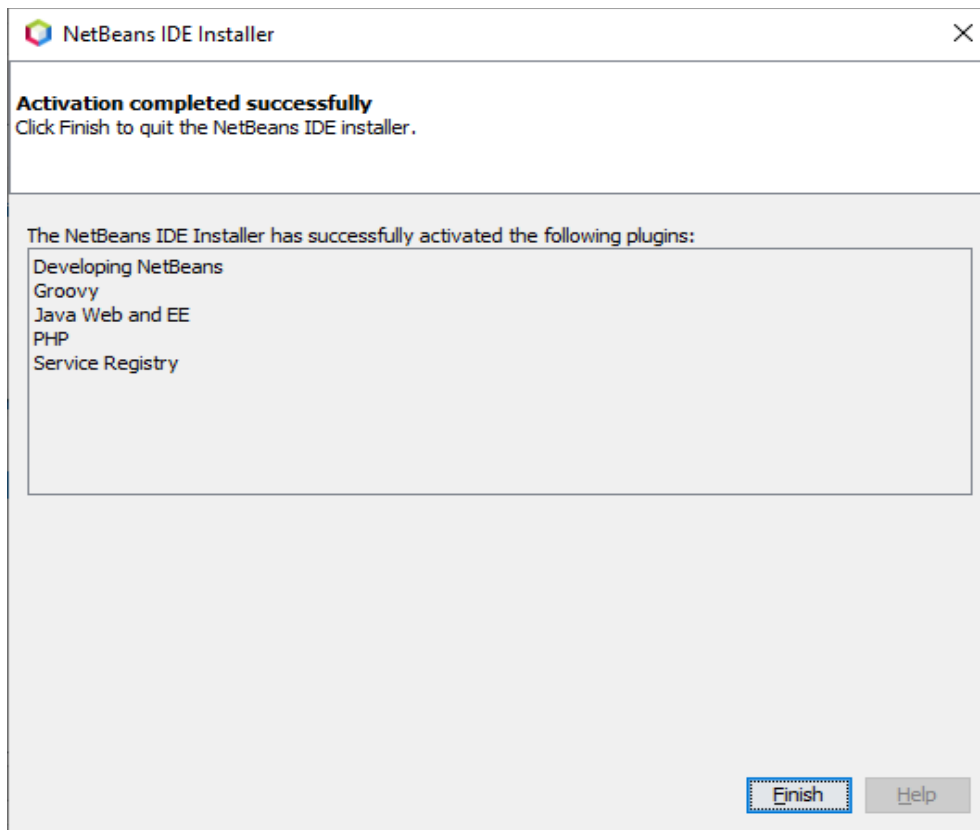 NetBeans IDE Installer
Activation completed successfully
Click Finish to quit the NetBeans IDE installer.
The NetBeans IDE Installer has successfully activated the following plugins:
Developing NetBeans
Groovy
Java Web and EE
PHP
Service Registry
Finish Help